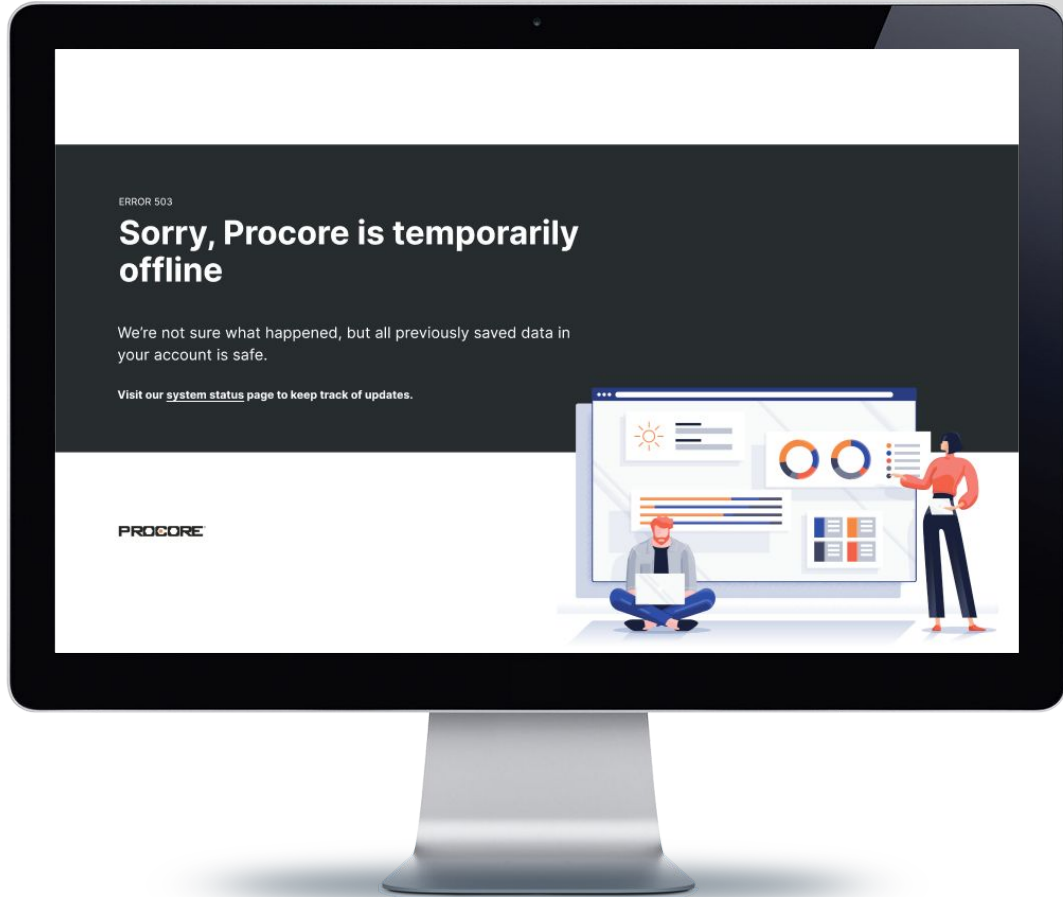 ERROR 503
Sorry, Procore is temporarily
offline
We're not sure what happened, but all previously saved data in
your account is safe.
Visit our system status page to keep track of updates.
PROCORE